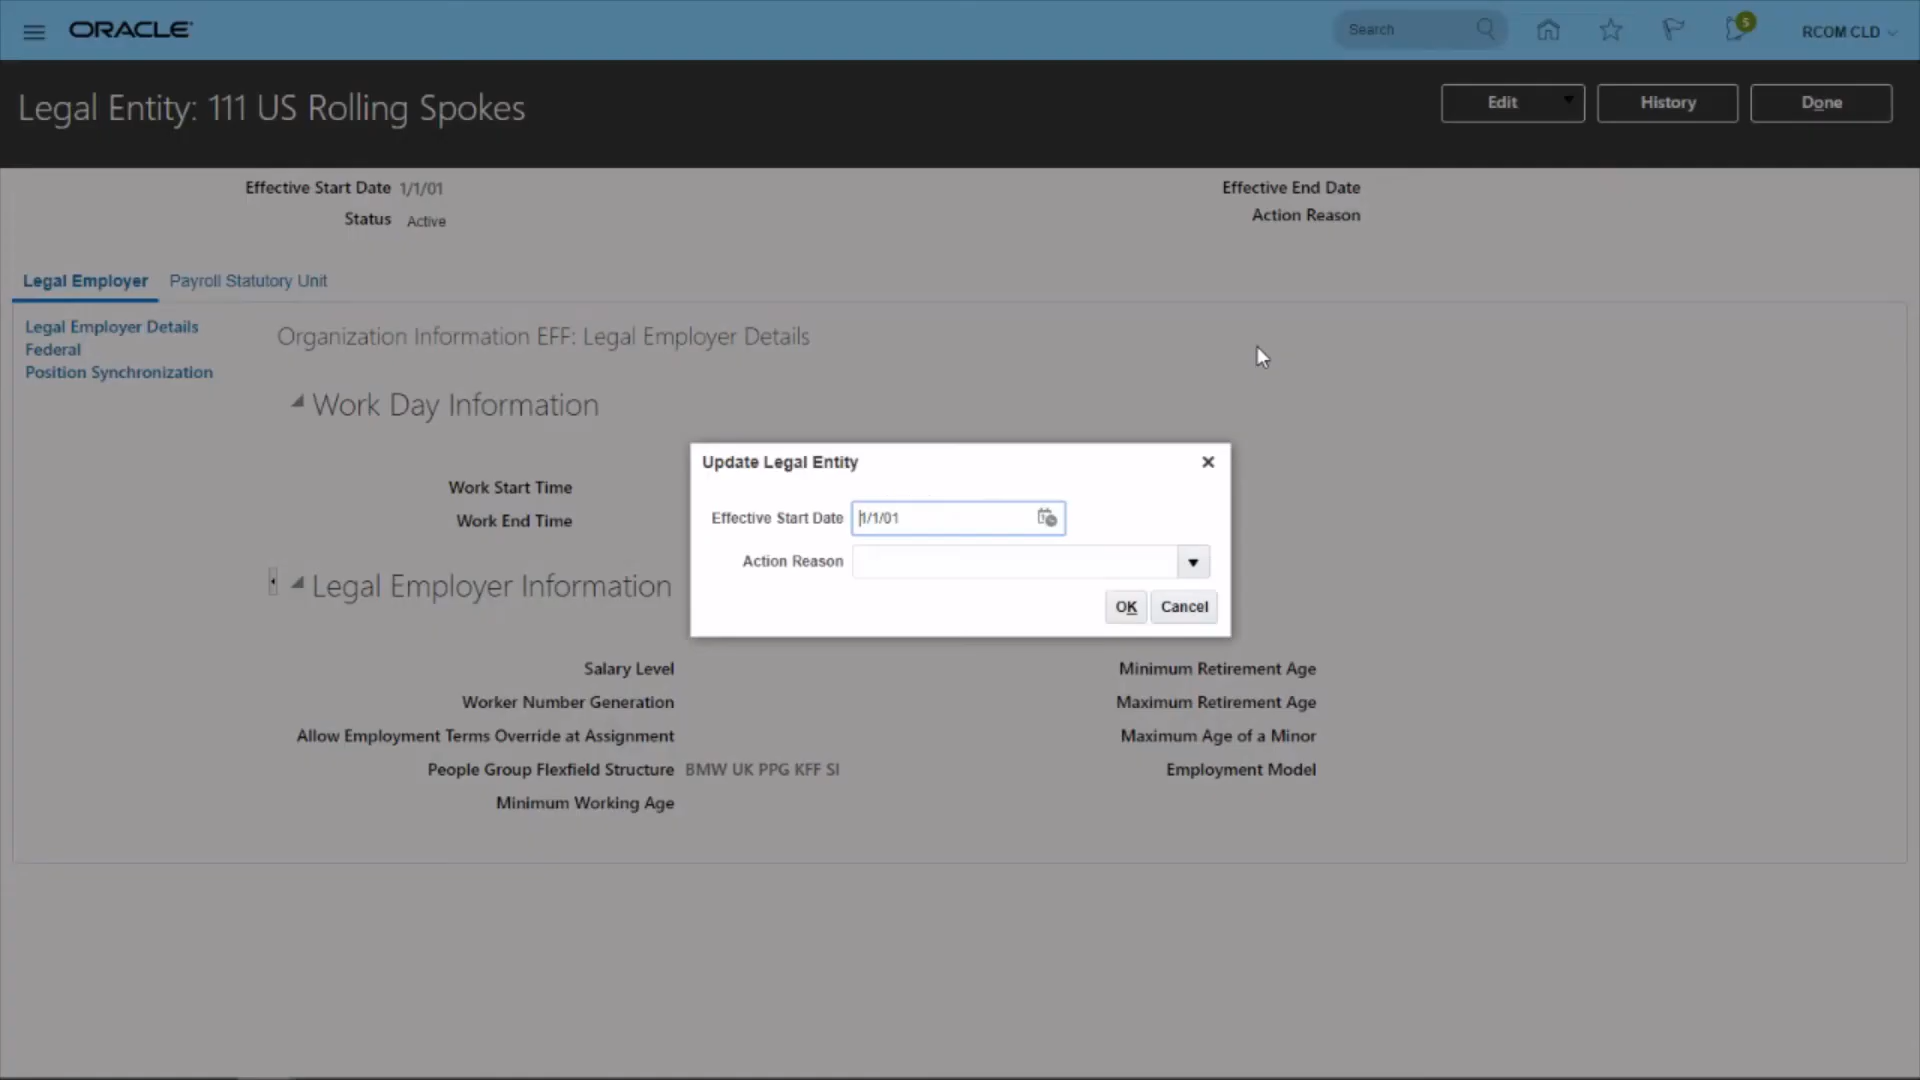 ORACLE
Search
5
RCOM CLD
Legal Entity: 111 US Rolling Spokes
Edit
History
Done
Effective Start Date 1/1/01
Effective End Date
Status Active
Action Reason
Legal Employer
Payroll Statutory Unit
Legal Employer Details
Federal
Position Synchronization
Organization Information EFF: Legal Employer Details
Work Day Information
Work Start Time
Work End Time
Update Legal Entity
Effective Start Date 1/1/01
Action Reason
OK
Cancel
Legal Employer Information
Salary Level
Minimum Retirement Age
Worker Number Generation
Maximum Retirement Age
Allow Employment Terms Override at Assignment
Maximum Age of a Minor
People Group Flexfield Structure BMW UK PPG KFF SI
Employment Model
Minimum Working Age